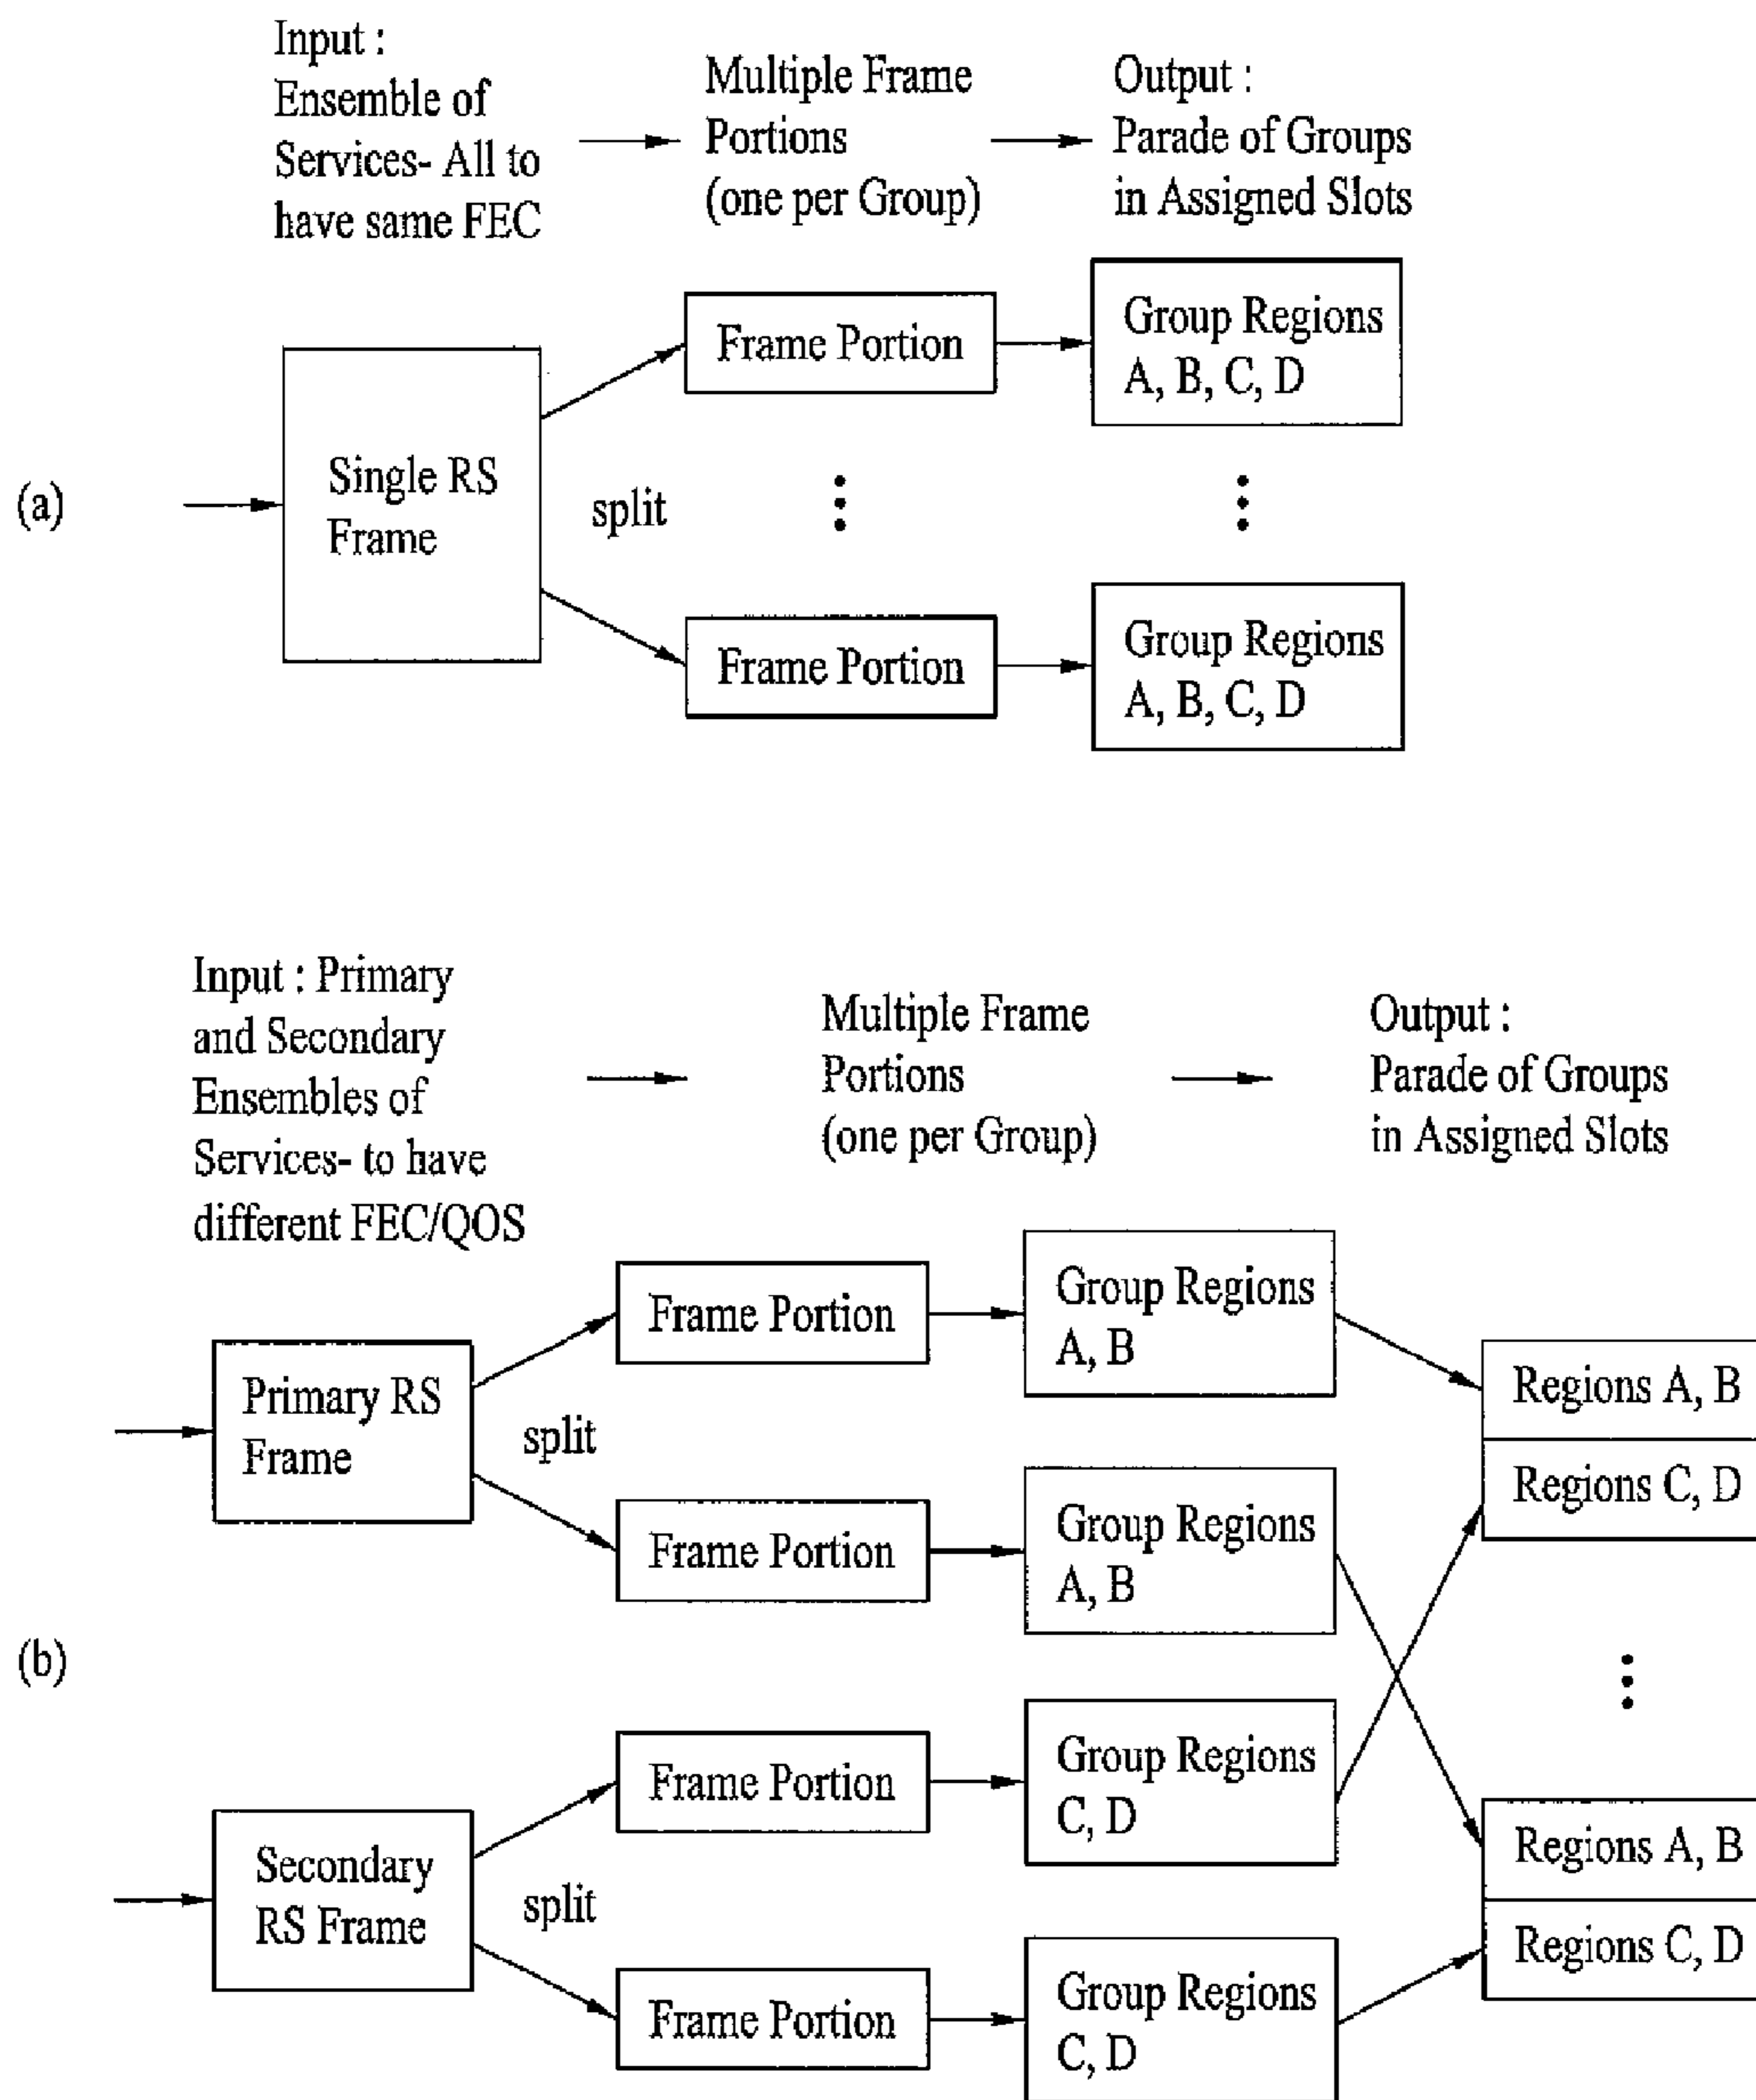 Input :
Ensemble of
Services- All to
have same FEC
Multiple Frame
Portions
(one per Group)
Output :
Parade of Groups
in Assigned Slots
(a)
Single RS
Frame
split
Frame Portion
Group Regions
A, B, C, D
Frame Portion
Group Regions
A, B, C, D
Input : Primary
and Secondary
Ensembles of
Services- to have
different FEC/QOS
Multiple Frame
Portions
(one per Group)
Output :
Parade of Groups
in Assigned Slots
(b)
Primary RS
Frame
split
Frame Portion
Group Regions
A, B
Frame Portion
Group Regions
A, B
Secondary
RS Frame
split
Frame Portion
Group Regions
C, D
Frame Portion
Group Regions
C, D
Regions A, B
Regions C, D
Regions A, B
Regions C, D